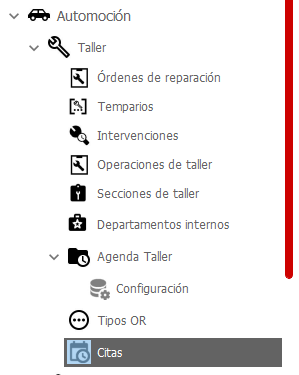 Automoción
Taller
Órdenes de reparación
Temparios
Intervenciones
Operaciones de taller
Secciones de taller
Departamentos internos
Agenda Taller
Configuración
Tipos OR
Citas